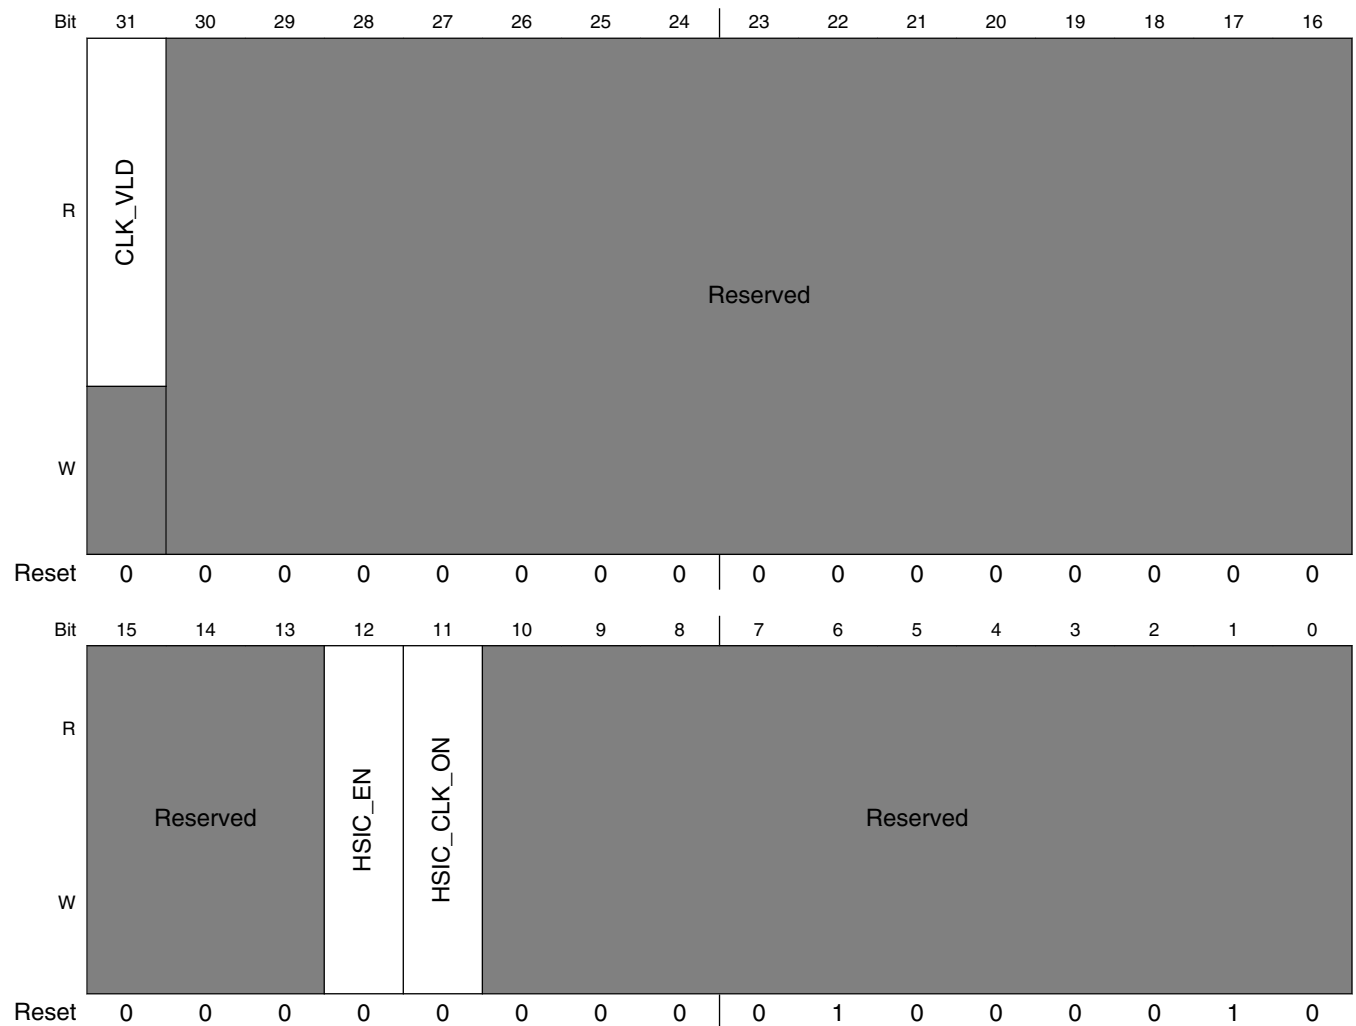 Bit 31 30 29 28 27 26 25 24 23 22 21 20 19 18 17 16
R CLK_VLD Reserved
W
Reset 0 0 0 0 0 0 0 0 0 0 0 0 0 0 0 0
Bit 15 14 13 12 11 10 9 8 7 6 5 4 3 2 1 0
R
Reserved HSIC_EN HSIC_CLK_ON Reserved
W
Reset 0 0 0 0 0 0 0 0 0 1 0 0 0 0 1 0